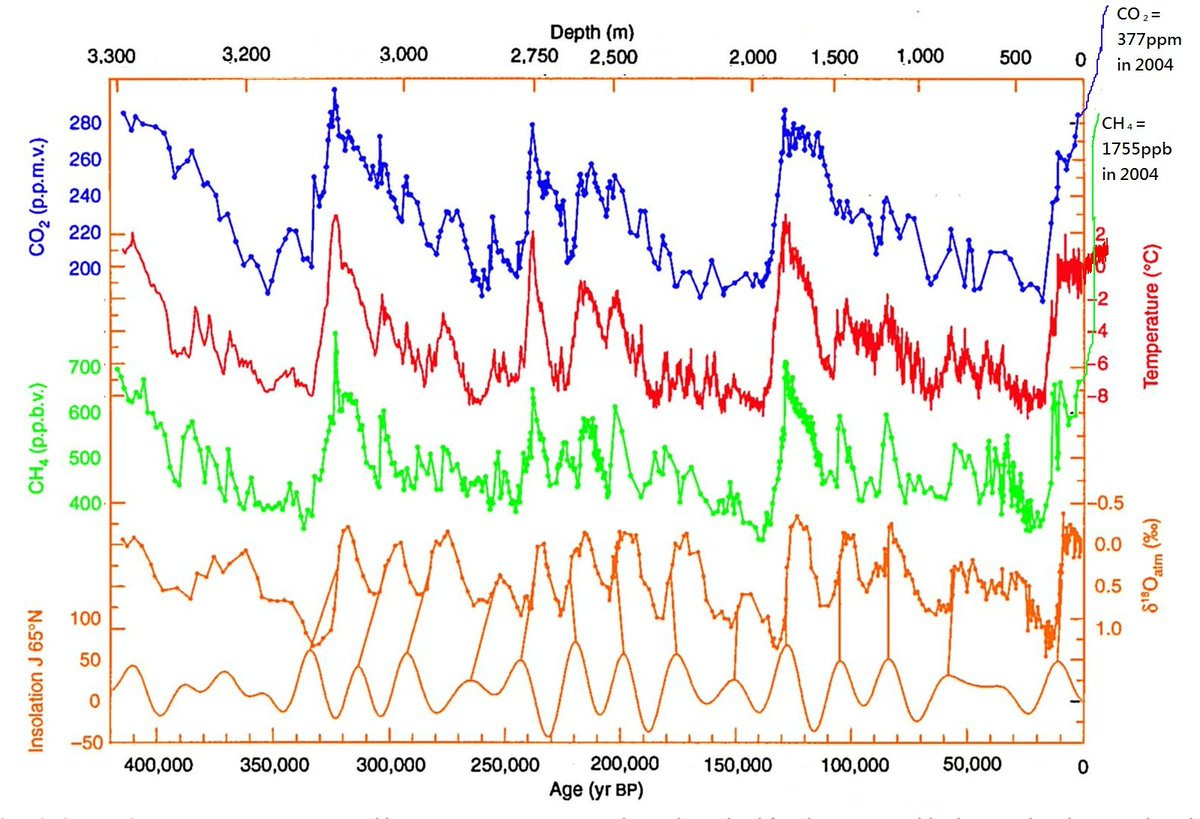 Depth (m)
3,300 3,200 3,000 2,750 2,500 2,000 1,500 1,000 500 0
CO₂ =
377ppm
in 2004
CH₄ =
1755ppb
in 2004
CO₂ (p.p.m.v.)
280
260
240
220
200
Temperature (°C)
2
0
-2
-4
-6
-8
CH₄ (p.p.b.v.)
700
600
500
400
δ¹⁸Oatm (‰)
-0.5
0.0
0.5
1.0
Insolation J 65°N
100
50
0
-50
400,000 350,000 300,000 250,000 200,000 150,000 100,000 50,000 0
Age (yr BP)